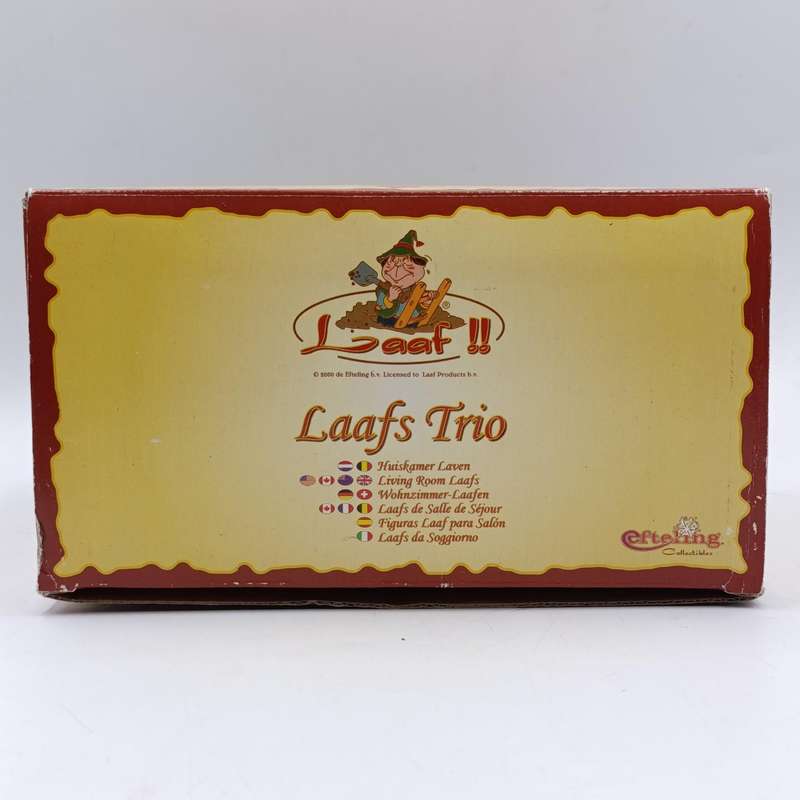 ®
Laaf !!
© 2000 de Efteling b.v. Licensed to Laaf Products b.v.
Laafs Trio
Huiskamer Laven
Living Room Laafs
Wohnzimmer-Laafen
Laafs de Salle de Séjour
Figuras Laaf para Salón
Laafs da Soggiorno
efteling
Collectibles